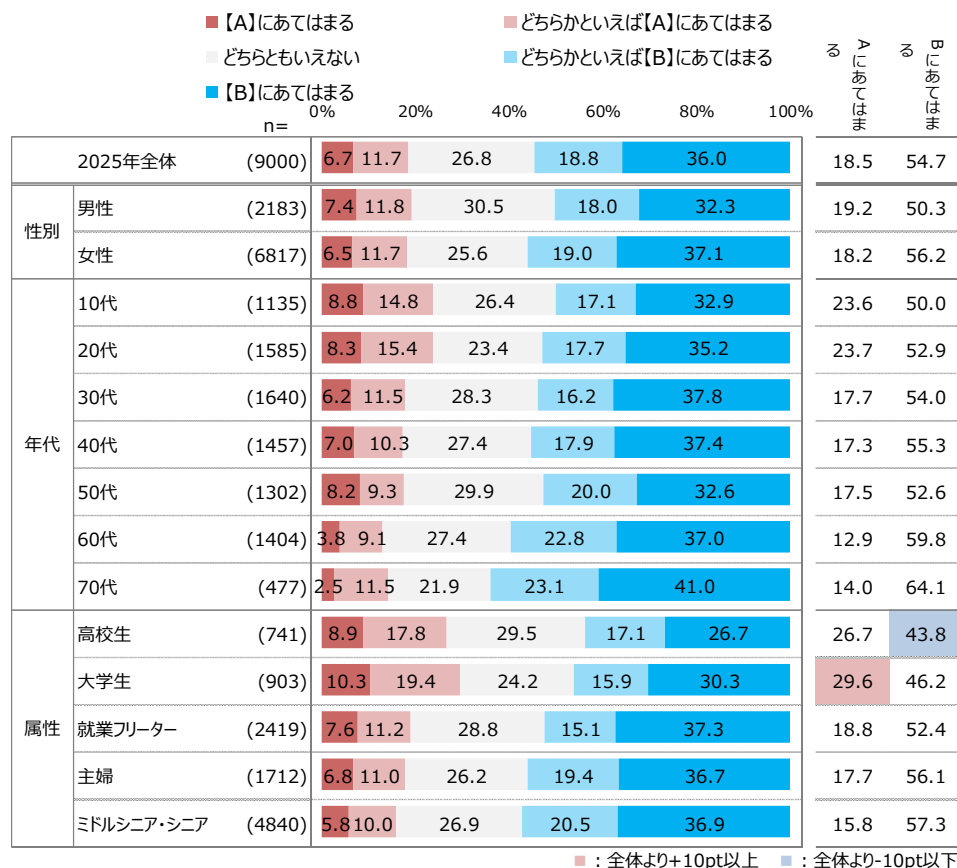 ■【A】にあてはまる ■どちらかといえば【A】にあてはまる
■どちらともいえない ■どちらかといえば【B】にあてはまる
■【B】にあてはまる
Aにあてはまる Bにあてはまる
0% 20% 40% 60% 80% 100%
n=
2025年全体 (9000) 6.7 11.7 26.8 18.8 36.0 18.5 54.7
性別
男性 (2183) 7.4 11.8 30.5 18.0 32.3 19.2 50.3
女性 (6817) 6.5 11.7 25.6 19.0 37.1 18.2 56.2
年代
10代 (1135) 8.8 14.8 26.4 17.1 32.9 23.6 50.0
20代 (1585) 8.3 15.4 23.4 17.7 35.2 23.7 52.9
30代 (1640) 6.2 11.5 28.3 16.2 37.8 17.7 54.0
40代 (1457) 7.0 10.3 27.4 17.9 37.4 17.3 55.3
50代 (1302) 8.2 9.3 29.9 20.0 32.6 17.5 52.6
60代 (1404) 3.8 9.1 27.4 22.8 37.0 12.9 59.8
70代 (477) 2.5 11.5 21.9 23.1 41.0 14.0 64.1
属性
高校生 (741) 8.9 17.8 29.5 17.1 26.7 26.7 43.8
大学生 (903) 10.3 19.4 24.2 15.9 30.3 29.6 46.2
就業フリーター (2419) 7.6 11.2 28.8 15.1 37.3 18.8 52.4
主婦 (1712) 6.8 11.0 26.2 19.4 36.7 17.7 56.1
ミドルシニア・シニア (4840) 5.8 10.0 26.9 20.5 36.9 15.8 57.3
■：全体より+10pt以上 ■：全体より-10pt以下